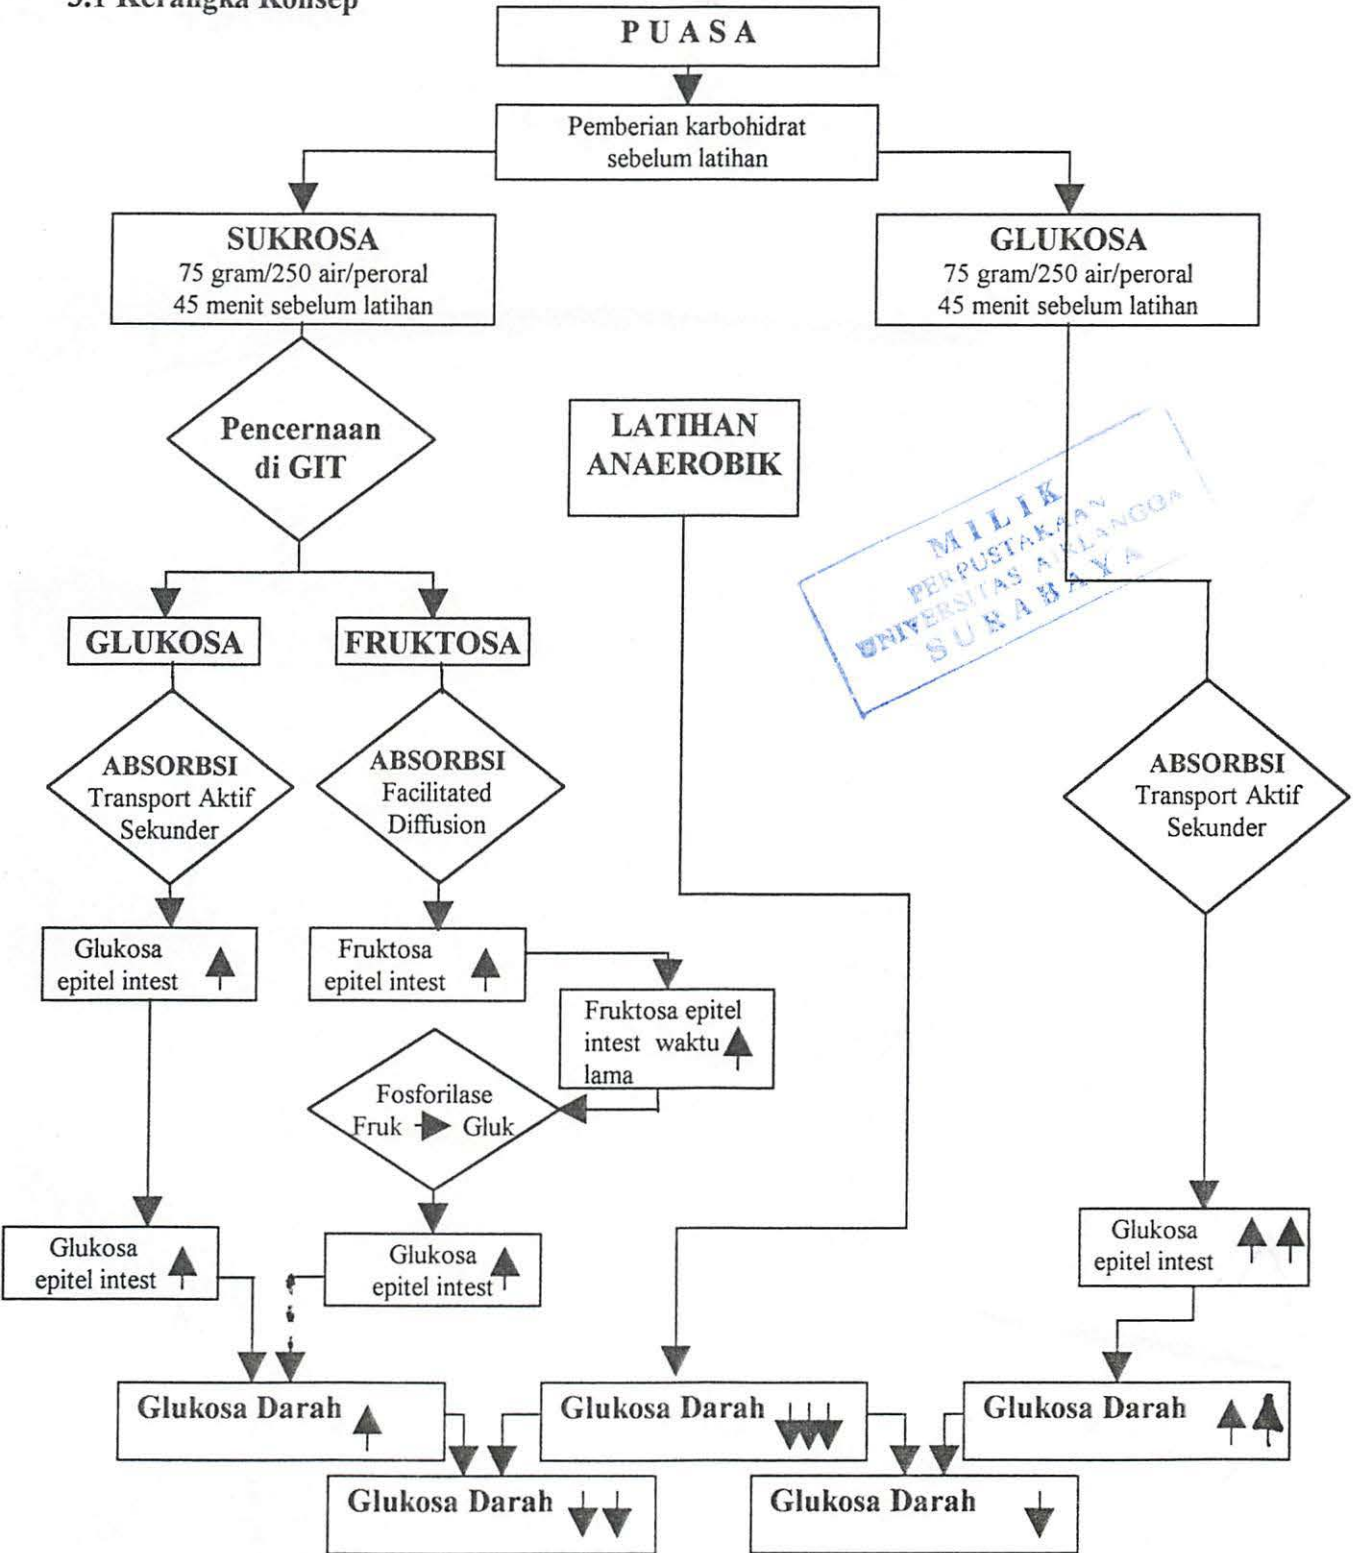 3.1 Kerangka Konsep
P U A S A
Pemberian karbohidrat
sebelum latihan
SUKROSA
75 gram/250 air/peroral
45 menit sebelum latihan
GLUKOSA
75 gram/250 air/peroral
45 menit sebelum latihan
Pencernaan
di GIT
LATIHAN
ANAEROBIK
MILIK
PERPUSTAKAAN
UNIVERSITAS AIRLANGGA
SURABAYA
GLUKOSA
FRUKTOSA
ABSORBSI
Transport Aktif
Sekunder
ABSORBSI
Facilitated
Diffusion
ABSORBSI
Transport Aktif
Sekunder
Glukosa
epitel intest
Fruktosa
epitel intest
Fruktosa epitel
intest waktu
lama
Fosforilase
Fruk Gluk
Glukosa
epitel intest
Glukosa
epitel intest
Glukosa
epitel intest
Glukosa Darah
Glukosa Darah
Glukosa Darah
Glukosa Darah
Glukosa Darah